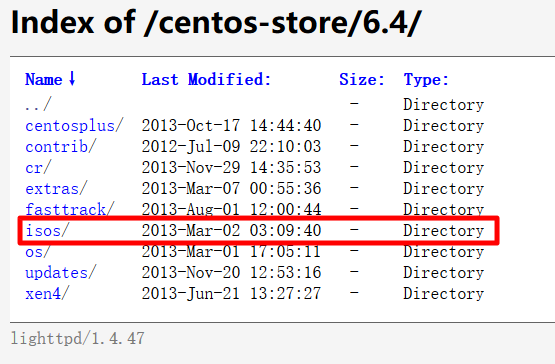 Index of /centos-store/6.4/
Name↓ Last Modified: Size: Type:
../ - Directory
centosplus/ 2013-Oct-17 14:44:40 - Directory
contrib/ 2012-Jul-09 22:10:03 - Directory
cr/ 2013-Nov-29 14:35:53 - Directory
extras/ 2013-Mar-07 00:55:36 - Directory
fasttrack/ 2013-Aug-01 12:00:44 - Directory
isos/ 2013-Mar-02 03:09:40 - Directory
os/ 2013-Mar-01 17:05:11 - Directory
updates/ 2013-Nov-20 12:53:16 - Directory
xen4/ 2013-Jun-21 13:27:27 - Directory
lighttpd/1.4.47